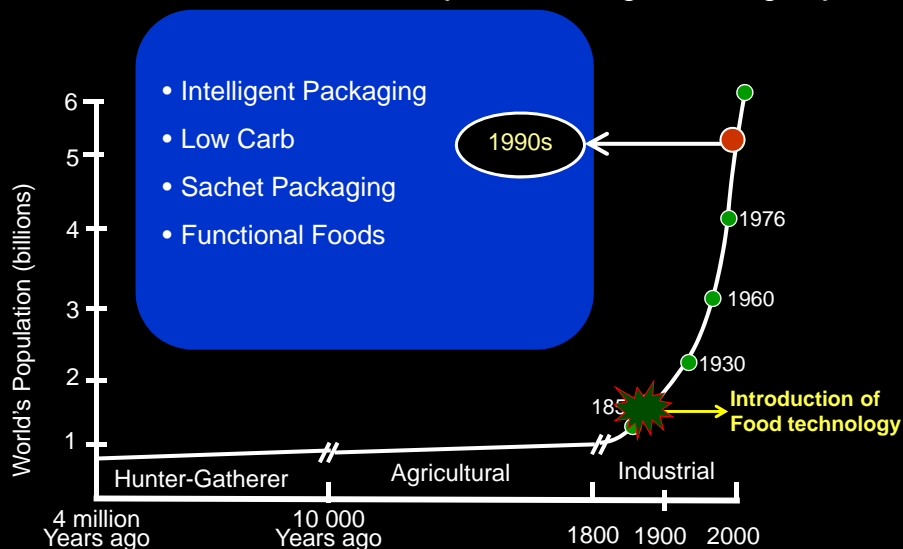 • Intelligent Packaging
• Low Carb
• Sachet Packaging
• Functional Foods
1990s
World's Population (billions)
6
5
4
3
2
1
1976
1960
1930
Introduction of
Food technology
Hunter-Gatherer
Agricultural
Industrial
4 million
Years ago
10 000
Years ago
1800
1900
2000